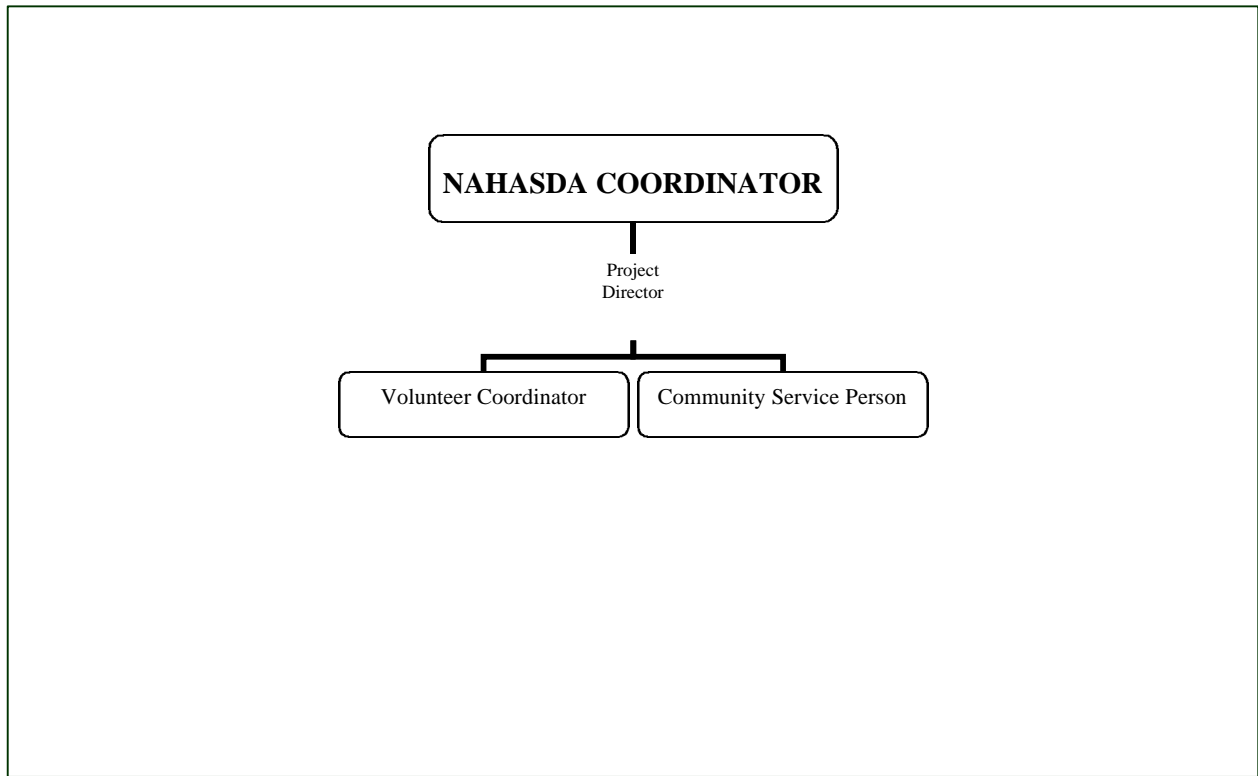 NAHASDA COORDINATOR
Project
Director
Volunteer Coordinator
Community Service Person